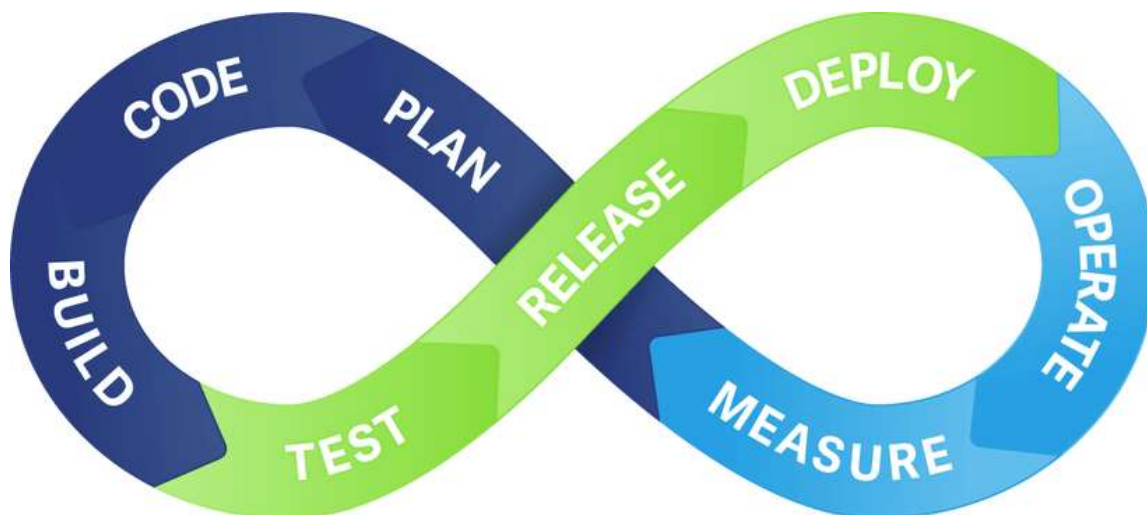 PLAN
CODE
BUILD
TEST
RELEASE
DEPLOY
OPERATE
MEASURE